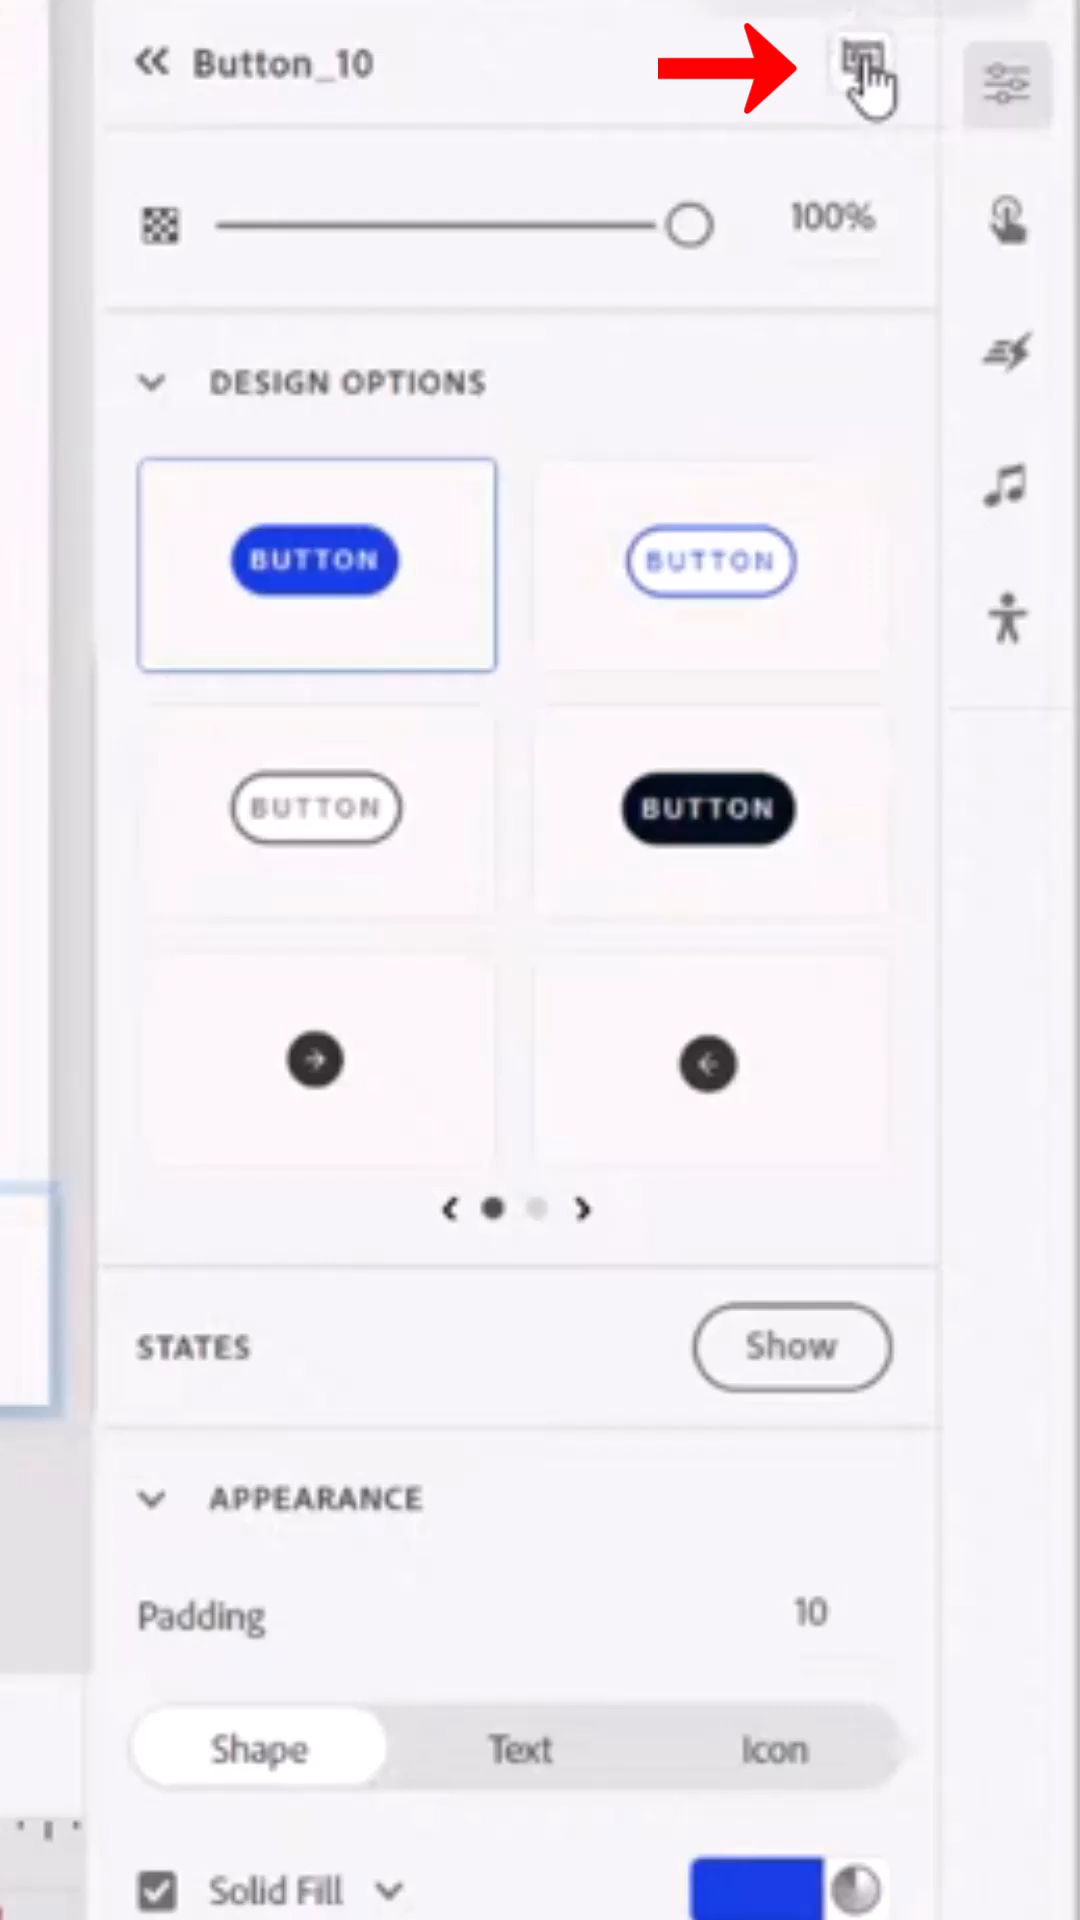 Button_10
100%
DESIGN OPTIONS
BUTTON
BUTTON
BUTTON
BUTTON
STATES
Show
APPEARANCE
Padding
10
Shape
Text
Icon
Solid Fill